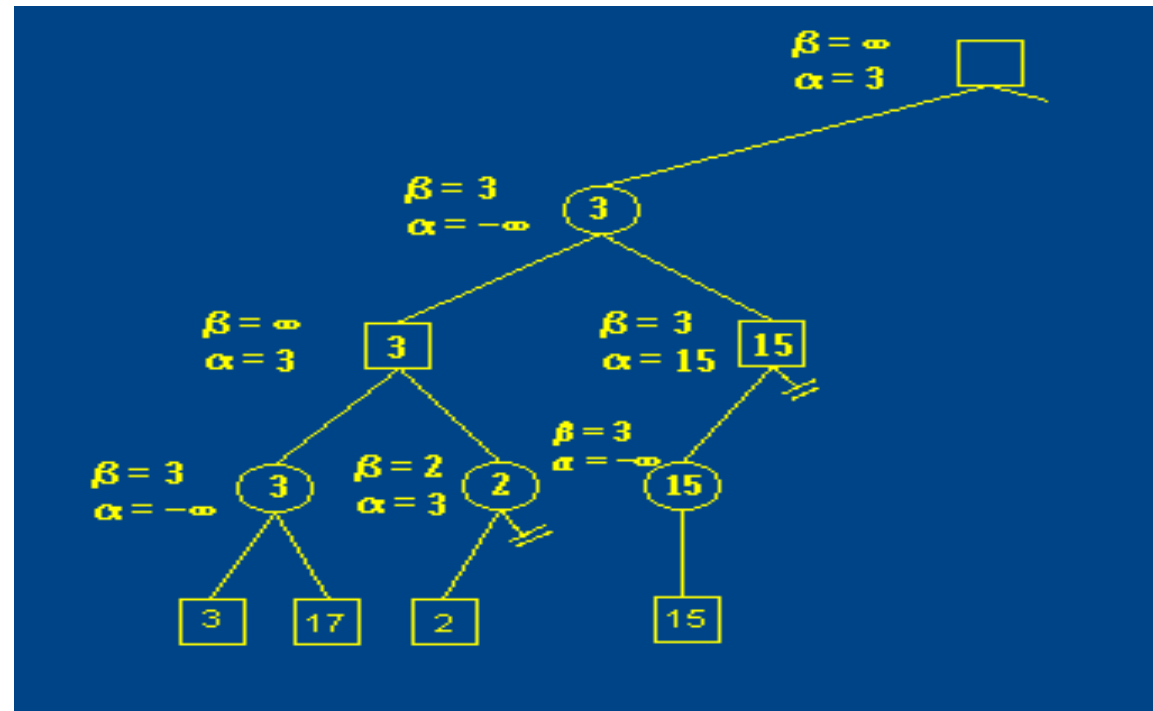 β = ∞
α = 3
β = 3
α = −∞
3
β = ∞
α = 3
3
β = 3
α = 15
15
β = 3
α = −∞
3
β = 2
α = 3
2
β = 3
α = −∞
15
3
17
2
15